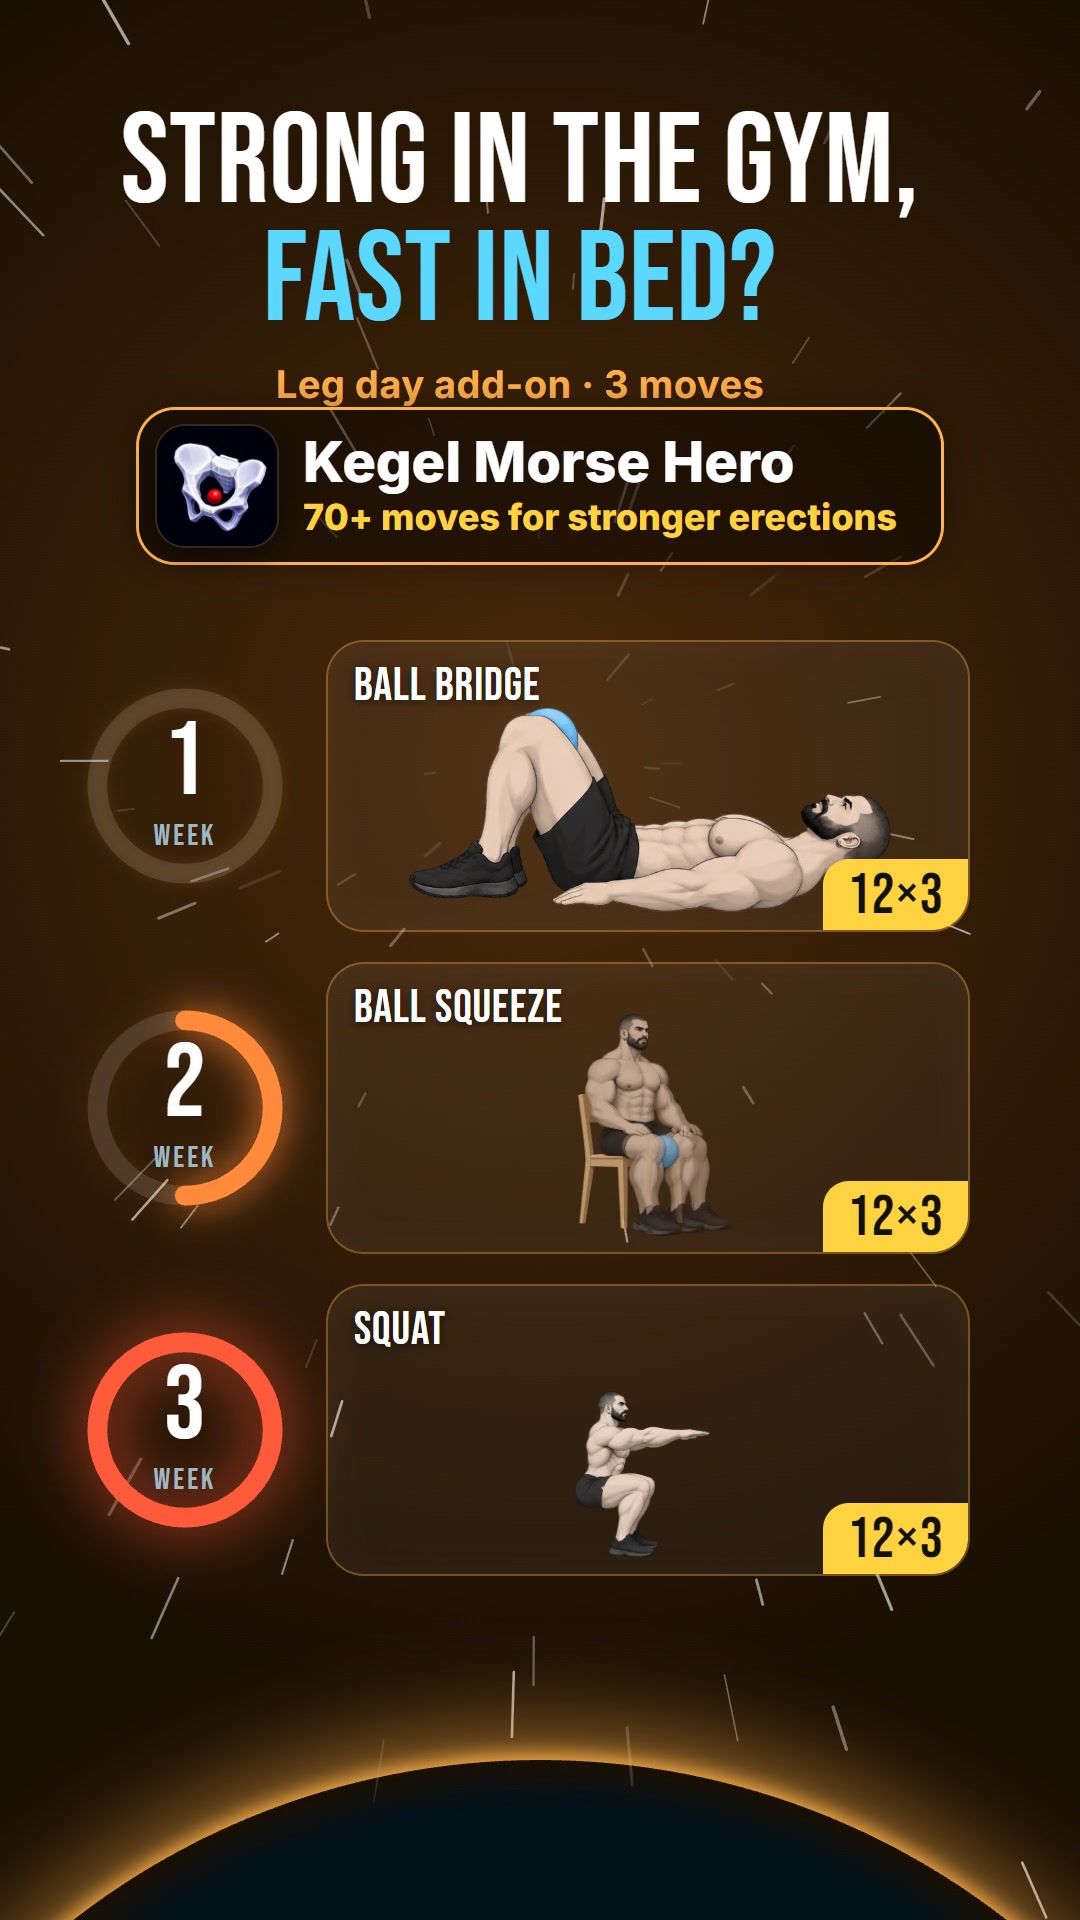 STRONG IN THE GYM,
FAST IN BED?
Leg day add-on · 3 moves
Kegel Morse Hero
70+ moves for stronger erections
1
WEEK
BALL BRIDGE
12×3
2
WEEK
BALL SQUEEZE
12×3
3
WEEK
SQUAT
12×3